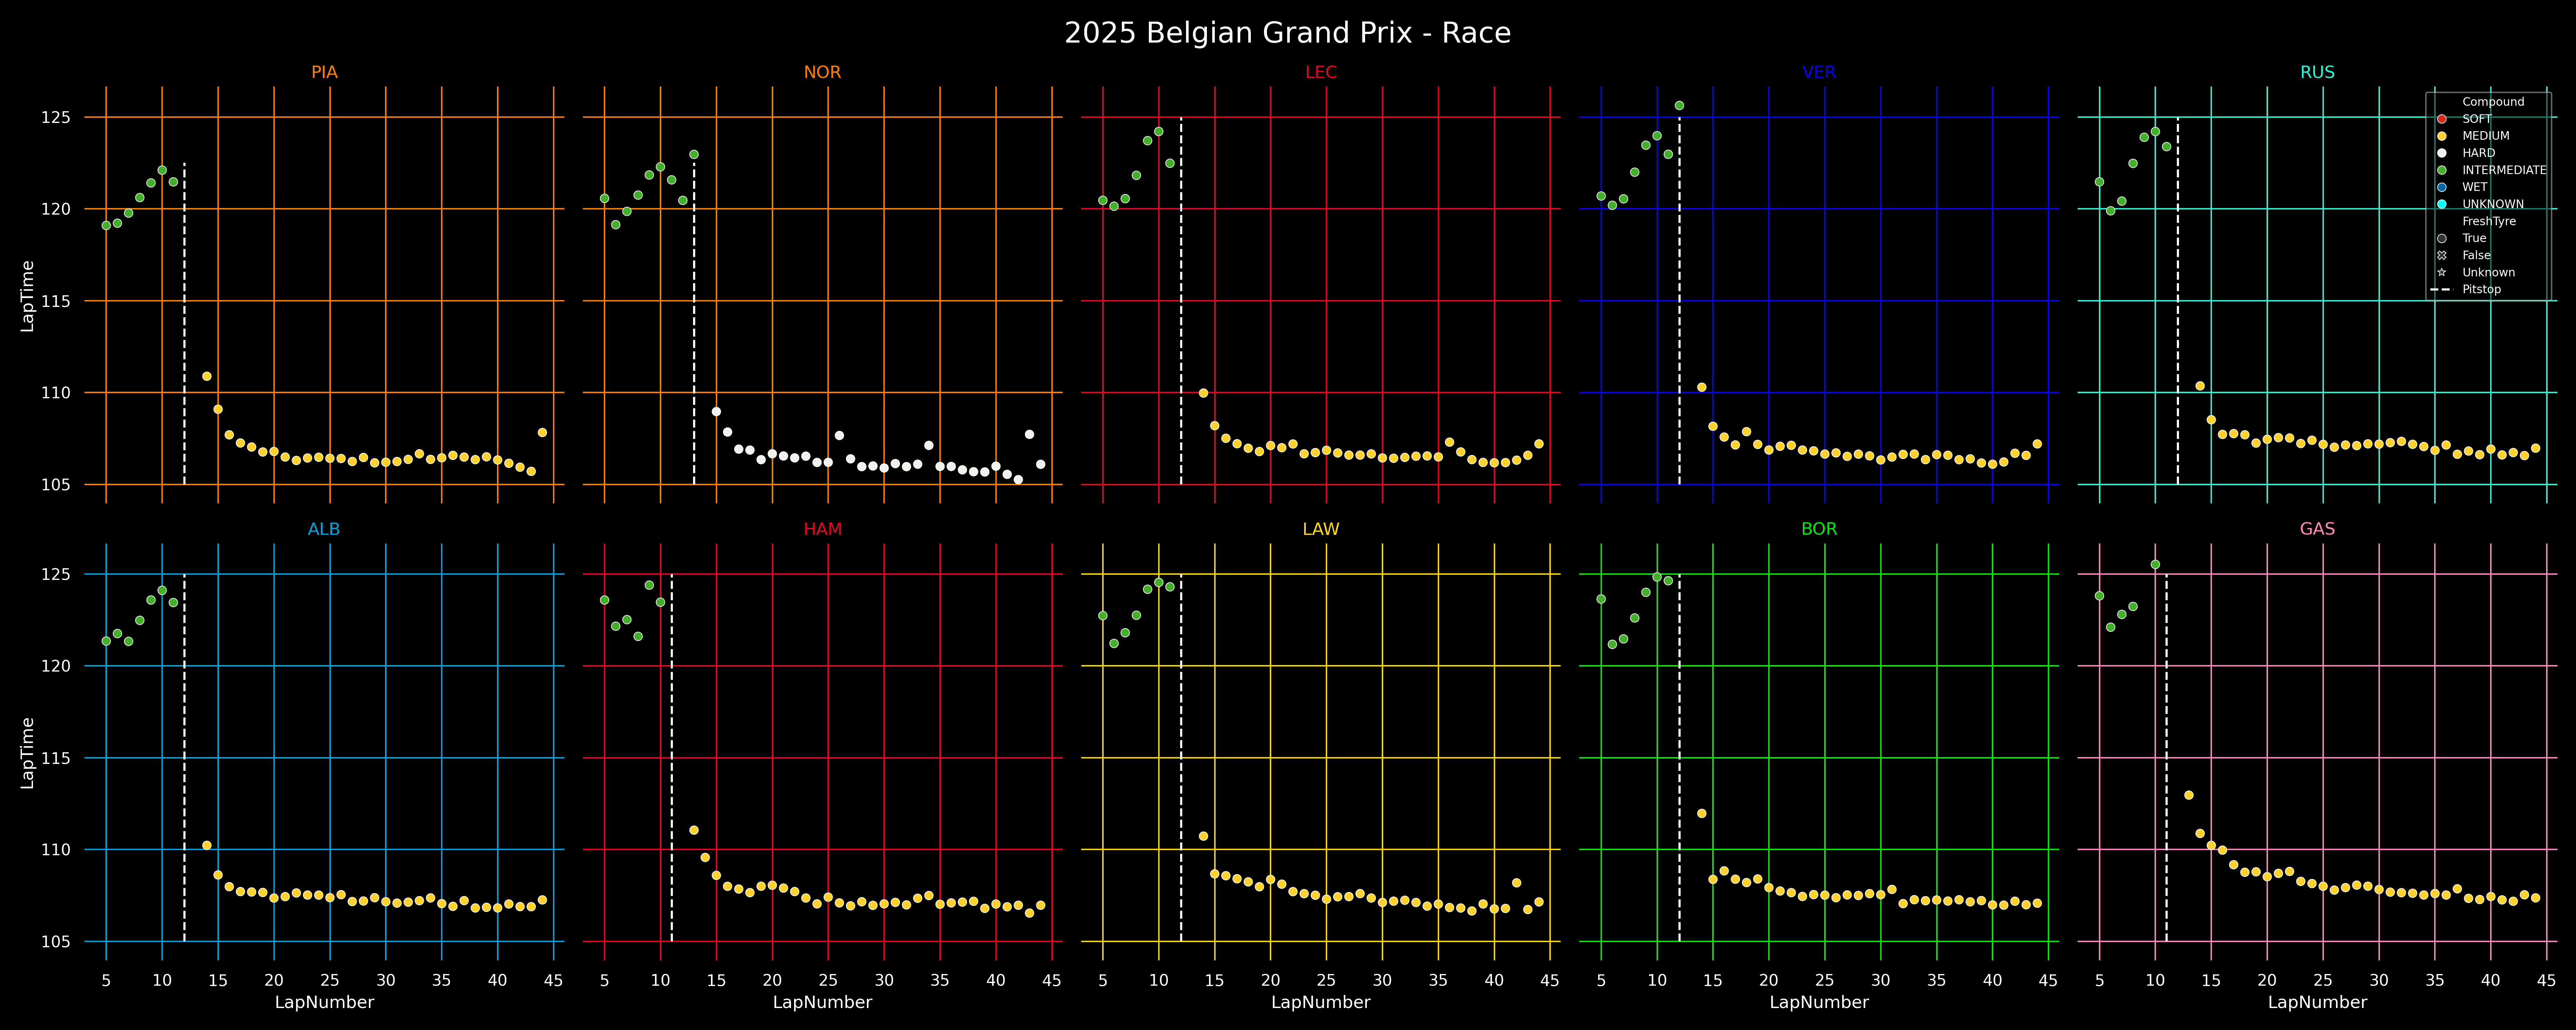 2025 Belgian Grand Prix - Race
PIA
NOR
LEC
VER
RUS
125
120
115
110
105
LapTime
Compound
SOFT
MEDIUM
HARD
INTERMEDIATE
WET
UNKNOWN
FreshTyre
True
False
Unknown
Pitstop
ALB
HAM
LAW
BOR
GAS
125
120
115
110
105
LapTime
5 10 15 20 25 30 35 40 45
5 10 15 20 25 30 35 40 45
5 10 15 20 25 30 35 40 45
5 10 15 20 25 30 35 40 45
5 10 15 20 25 30 35 40 45
LapNumber
LapNumber
LapNumber
LapNumber
LapNumber